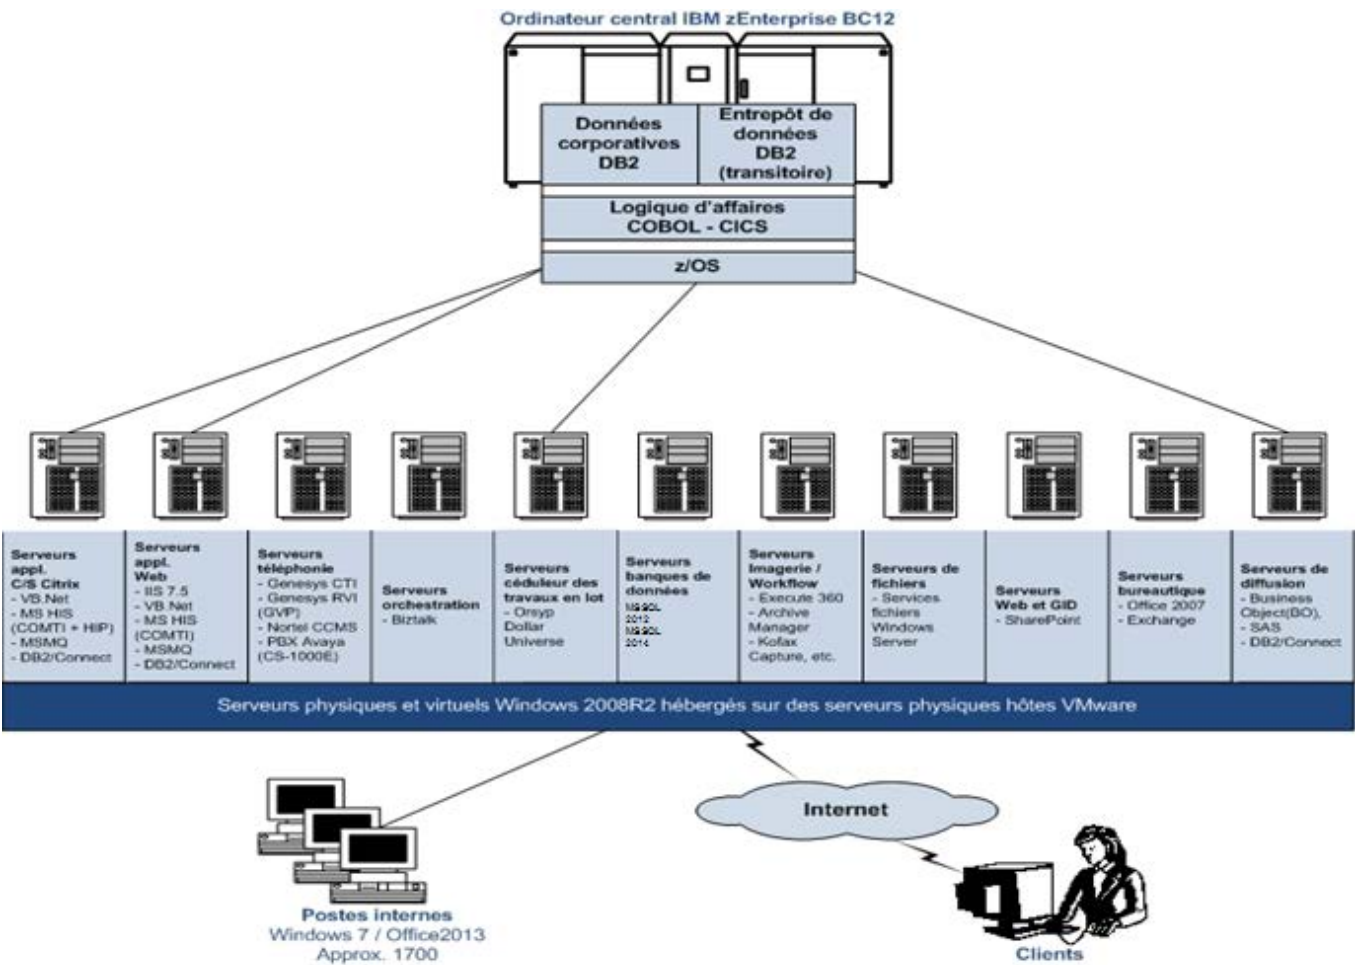 Ordinateur central IBM zEnterprise BC12
Données
corporatives
DB2
Entrepôt de
données
DB2
(transitoire)
Logique d'affaires
COBOL - CICS
z/OS
Serveurs
appl.
C/S Citrix
- VB.Net
- MS HIS
(COMTI + HIP)
- MSMQ
- DB2/Connect
Serveurs
appl.
Web
- IIS 7.5
- VB.Net
- MS HIS
(COMTI)
- MSMQ
- DB2/Connect
Serveurs
téléphonie
- Genesys CTI
- Genesys RVI
(GVP)
- Nortel CCMS
- PBX Avaya
(CS-1000E)
Serveurs
orchestration
- Biztalk
Serveurs
céduleur des
travaux en lot
- Orsyp
Dollar
Universe
Serveurs
banques de
données
MSSQL
2012
MSSQL
2014
Serveurs
Imagerie /
Workflow
- Execute 360
- Archive
Manager
- Kofax
Capture, etc.
Serveurs de
fichiers
- Services
fichiers
Windows
Server
Serveurs
Web et GID
- SharePoint
Serveurs
bureautique
- Office 2007
- Exchange
Serveurs
de diffusion
- Business
Object(BO),
- SAS
- DB2/Connect
Serveurs physiques et virtuels Windows 2008R2 hébergés sur des serveurs physiques hôtes VMware
Internet
Postes internes
Windows 7 / Office2013
Approx. 1700
Clients